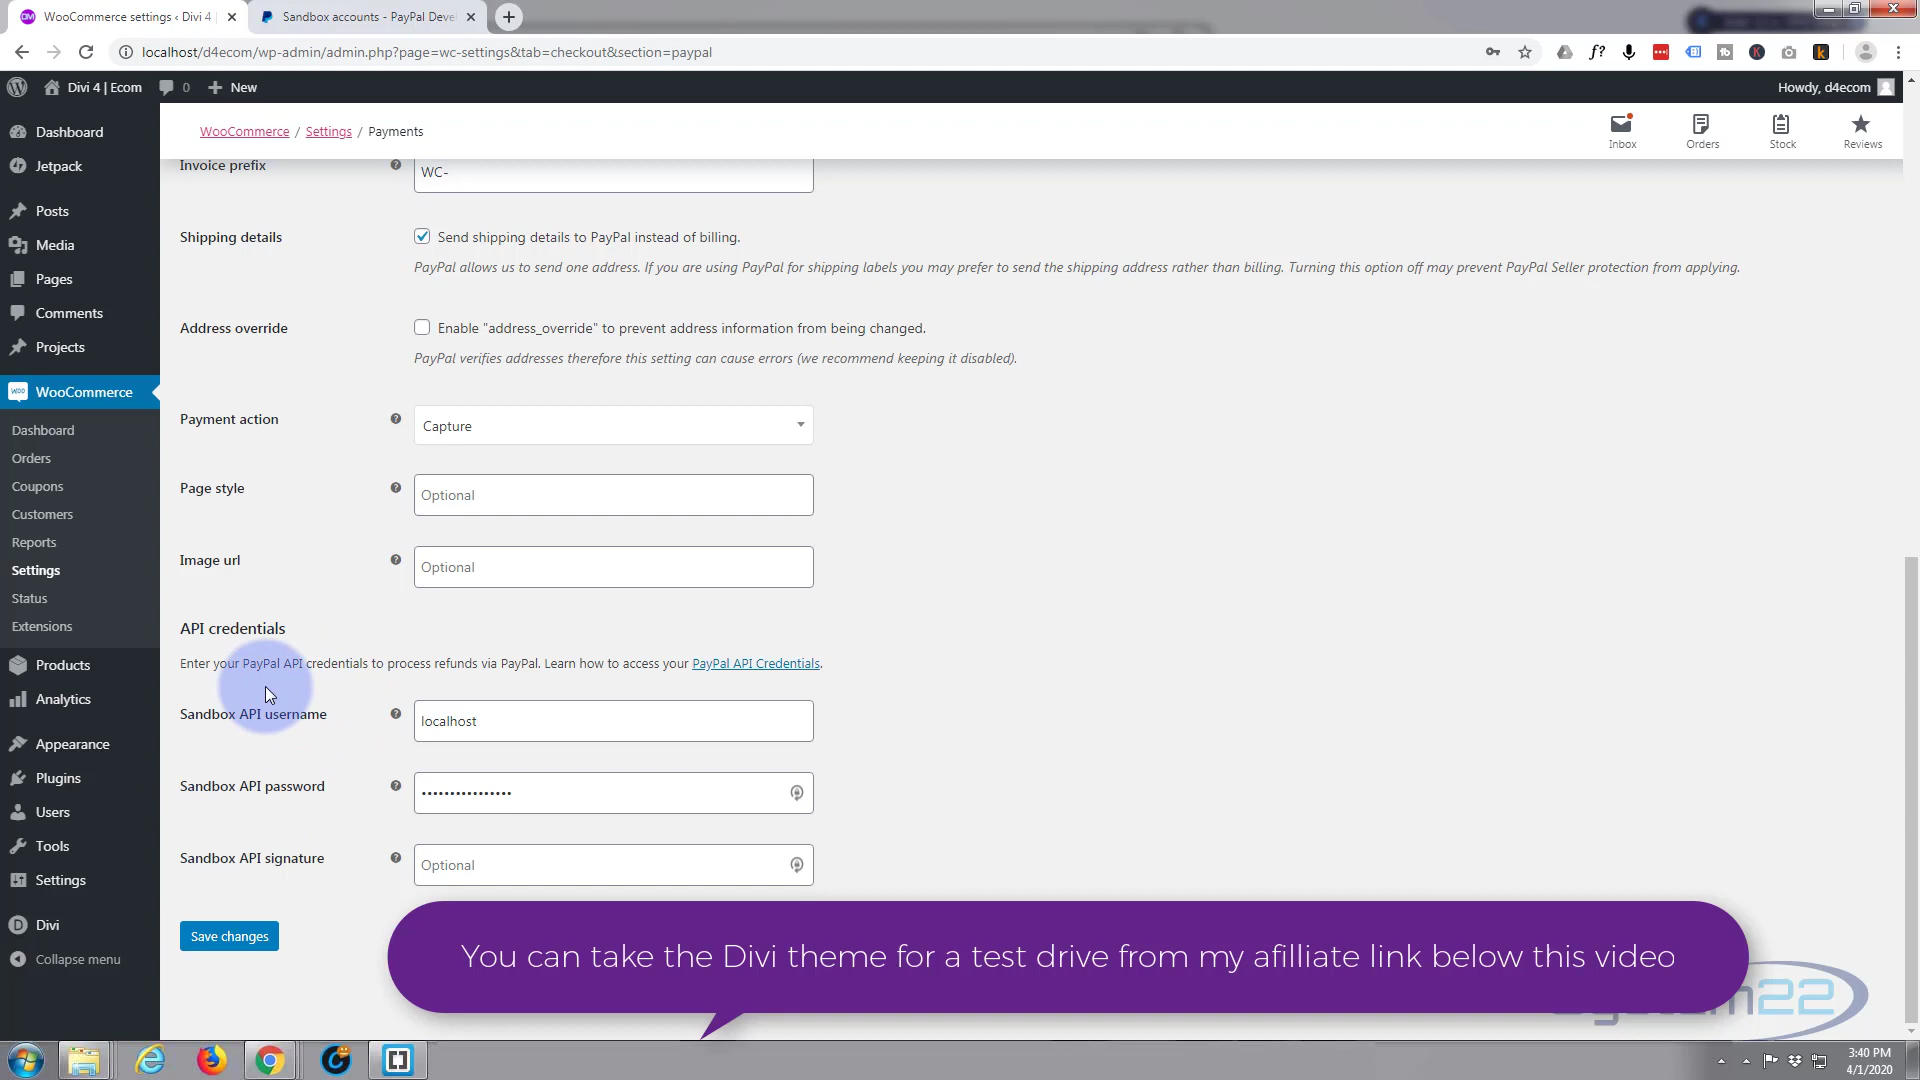 WooCommerce settings ‹ Divi 4 |
Sandbox accounts - PayPal Deve
localhost/d4ecom/wp-admin/admin.php?page=wc-settings&tab=checkout&section=paypal
Divi 4 | Ecom
0
New
Howdy, d4ecom
WooCommerce / Settings / Payments
Inbox
Orders
Stock
Reviews
Dashboard
Jetpack
Posts
Media
Pages
Comments
Projects
WooCommerce
Dashboard
Orders
Coupons
Customers
Reports
Settings
Status
Extensions
Products
Analytics
Appearance
Plugins
Users
Tools
Settings
Divi
Collapse menu
Invoice prefix
WC-
Shipping details
Send shipping details to PayPal instead of billing.
PayPal allows us to send one address. If you are using PayPal for shipping labels you may prefer to send the shipping address rather than billing. Turning this option off may prevent PayPal Seller protection from applying.
Address override
Enable "address_override" to prevent address information from being changed.
PayPal verifies addresses therefore this setting can cause errors (we recommend keeping it disabled).
Payment action
Capture
Page style
Optional
Image url
Optional
API credentials
Enter your PayPal API credentials to process refunds via PayPal. Learn how to access your PayPal API Credentials.
Sandbox API username
localhost
Sandbox API password
••••••••••••••••
Sandbox API signature
Optional
Save changes
You can take the Divi theme for a test drive from my afilliate link below this video
3:40 PM
4/1/2020